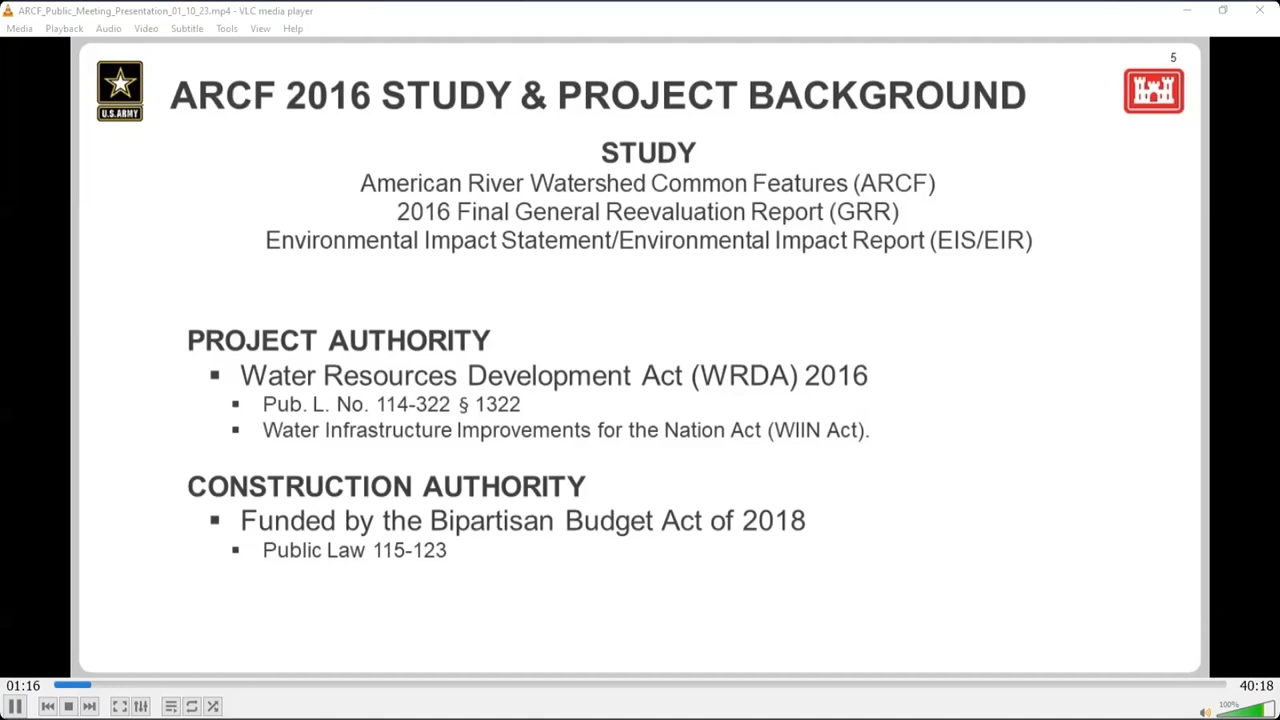 ARCF_Public_Meeting_Presentation_01_10_23.mp4 - VLC media player
Media Playback Audio Video Subtitle Tools View Help
5
U.S.ARMY
ARCF 2016 STUDY & PROJECT BACKGROUND
STUDY
American River Watershed Common Features (ARCF)
2016 Final General Reevaluation Report (GRR)
Environmental Impact Statement/Environmental Impact Report (EIS/EIR)
PROJECT AUTHORITY
▪ Water Resources Development Act (WRDA) 2016
▪ Pub. L. No. 114-322 § 1322
▪ Water Infrastructure Improvements for the Nation Act (WIIN Act).
CONSTRUCTION AUTHORITY
▪ Funded by the Bipartisan Budget Act of 2018
▪ Public Law 115-123
01:16 40:18
100%